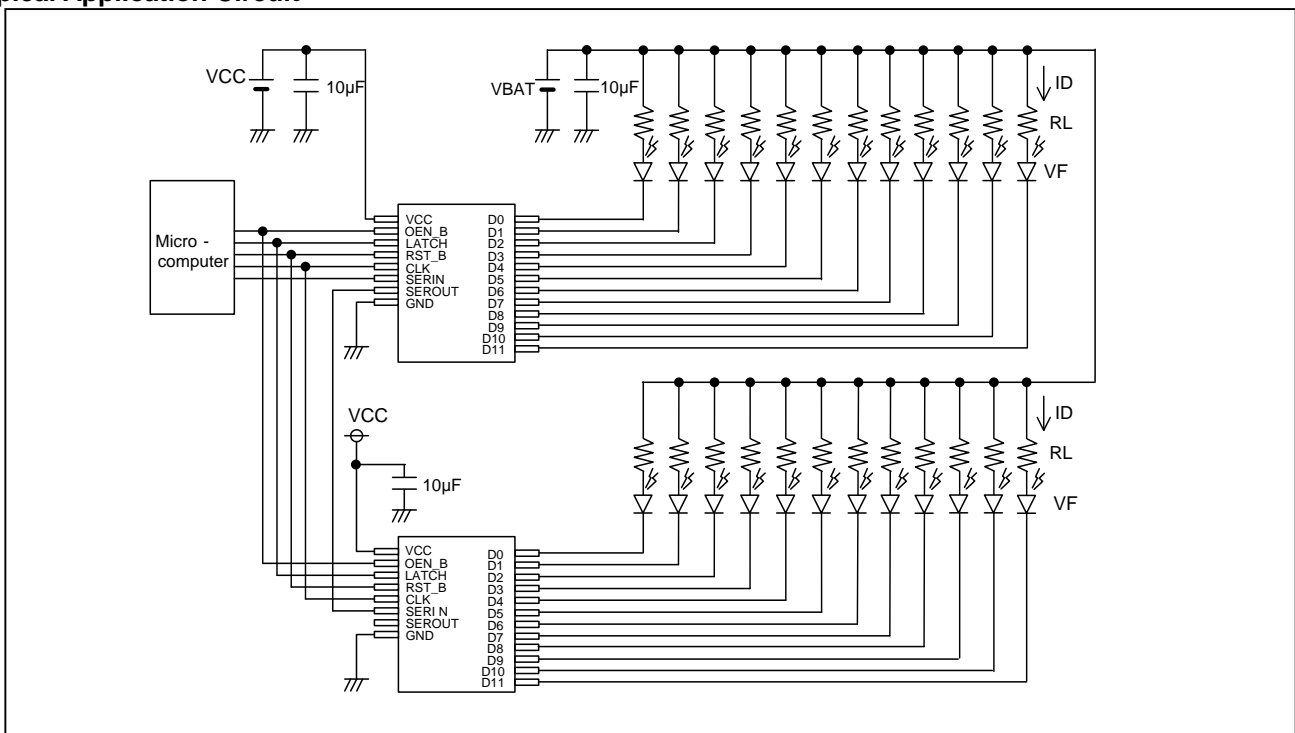 pical Application Circuit
VCC
10µF
VBAT
10µF
ID
RL
VF
Micro -
computer
VCC
OEN_B
LATCH
RST_B
CLK
SERIN
SEROUT
GND
D0
D1
D2
D3
D4
D5
D6
D7
D8
D9
D10
D11
VCC
10µF
ID
RL
VF
VCC
OEN_B
LATCH
RST_B
CLK
SERI N
SEROUT
GND
D0
D1
D2
D3
D4
D5
D6
D7
D8
D9
D10
D11